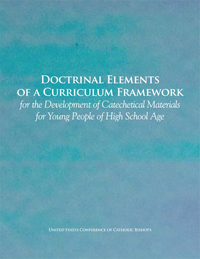 DOCTRINAL ELEMENTS
OF A CURRICULUM FRAMEWORK
for the Development of Catechetical Materials
for Young People of High School Age
UNITED STATES CONFERENCE OF CATHOLIC BISHOPS